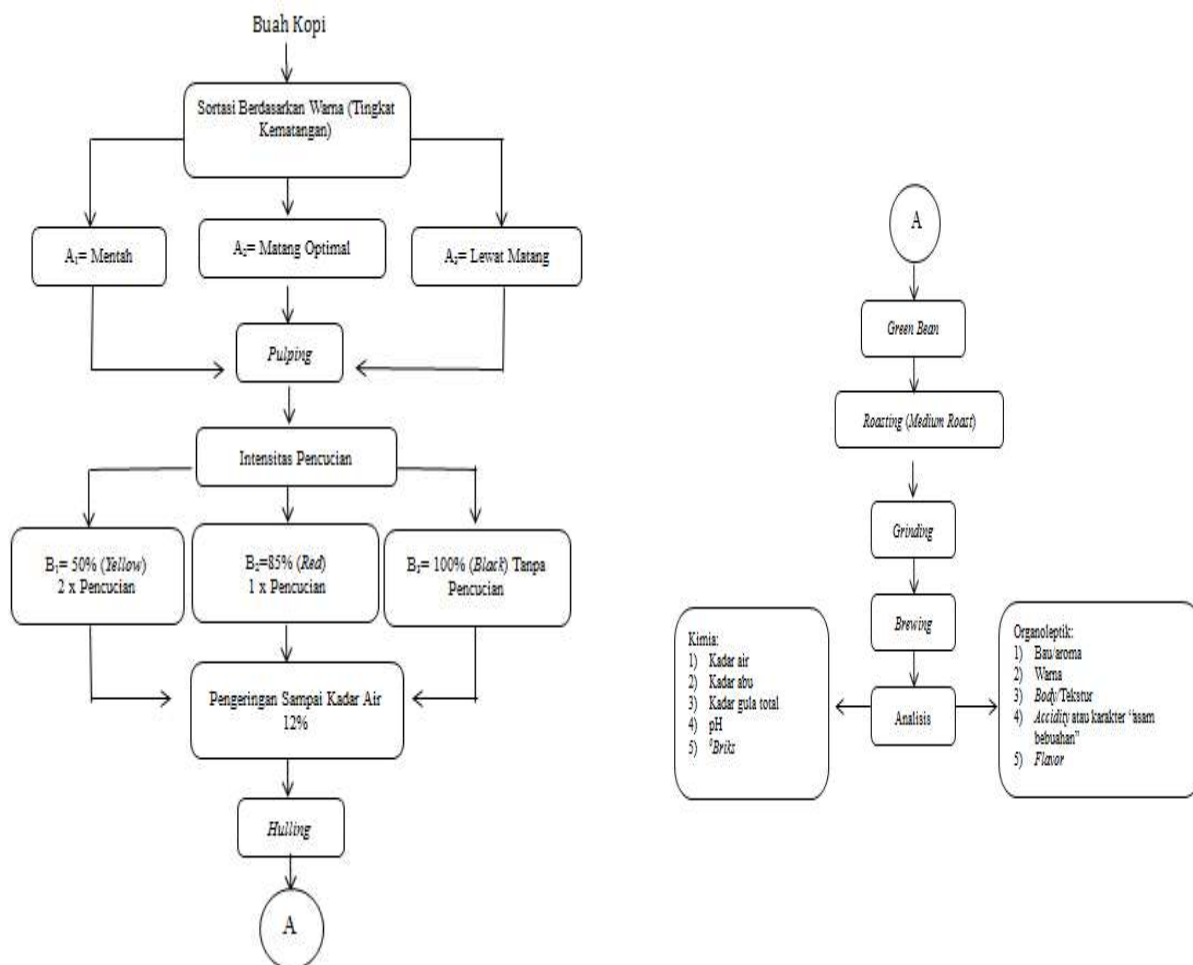 Buah Kopi
Sortasi Berdasarkan Warna (Tingkat
Kematangan)
A₁= Mentah
A₂= Matang Optimal
A₃= Lewat Matang
Pulping
Intensitas Pencucian
B₁= 50% (Yellow)
2 x Pencucian
B₂=85% (Red)
1 x Pencucian
B₃= 100% (Black) Tanpa
Pencucian
Pengeringan Sampai Kadar Air
12%
Hulling
A
A
Green Bean
Roasting (Medium Roast)
Grinding
Brewing
Analisis
Kimia:
1) Kadar air
2) Kadar abu
3) Kadar gula total
4) pH
5) ⁰Briks
Organoleptik:
1) Bau/aroma
2) Warna
3) Body/Tekstur
4) Accidity atau karakter “asam
bebuahan”
5) Flavor